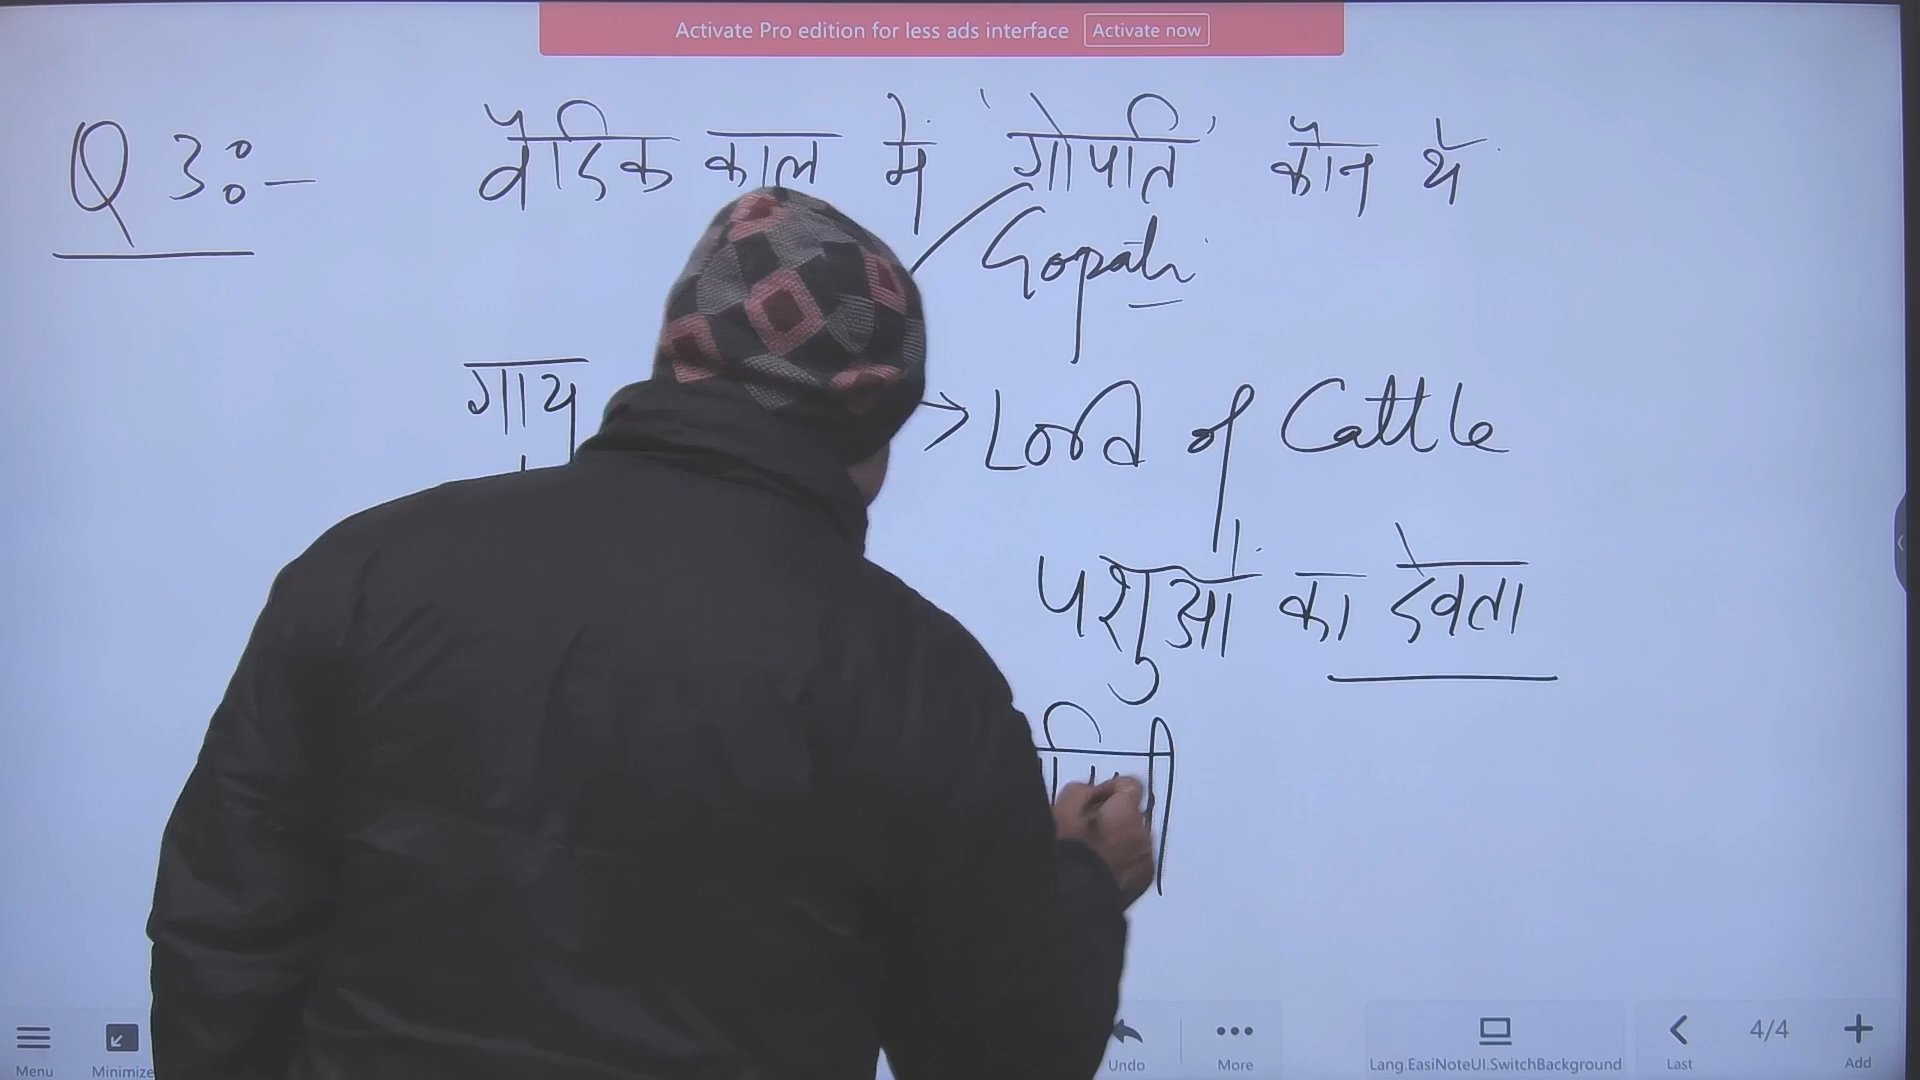 Activate Pro edition for less ads interface Activate now
Q 3:- वैदिक काल में 'गोपति' कौन थे
Gopati
गाय → Lord of Cattle
पशुओं का देवता
Menu Minimize Undo More Lang.EasiNoteUI.SwitchBackground Last 4/4 Add